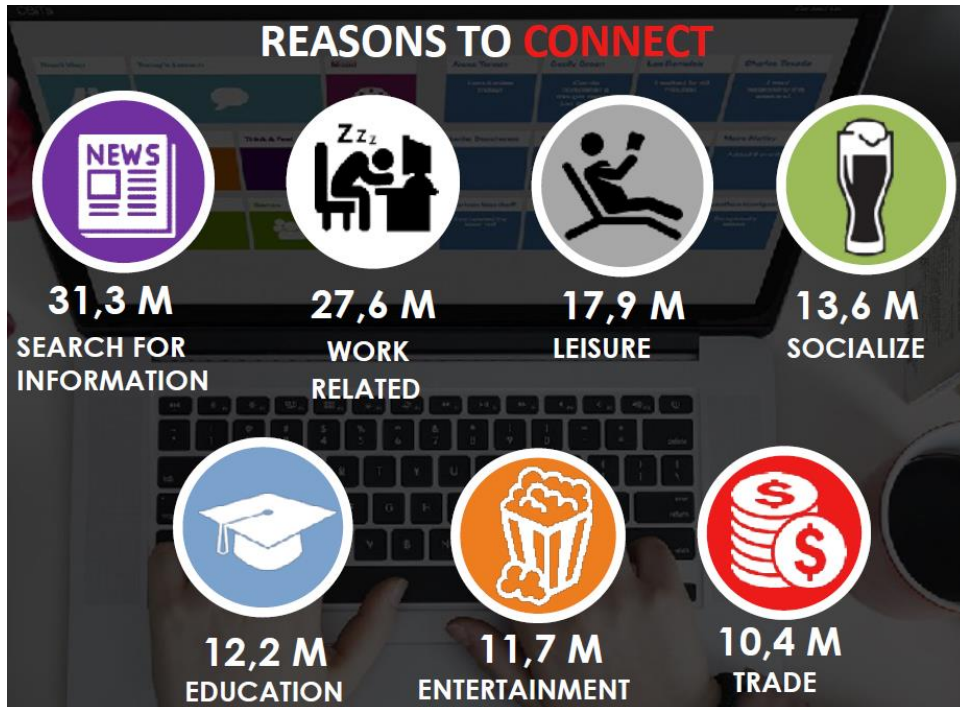 REASONS TO CONNECT
NEWS
Zzz
31,3 M
SEARCH FOR
INFORMATION
27,6 M
WORK
RELATED
17,9 M
LEISURE
13,6 M
SOCIALIZE
12,2 M
EDUCATION
11,7 M
ENTERTAINMENT
$
$
10,4 M
TRADE